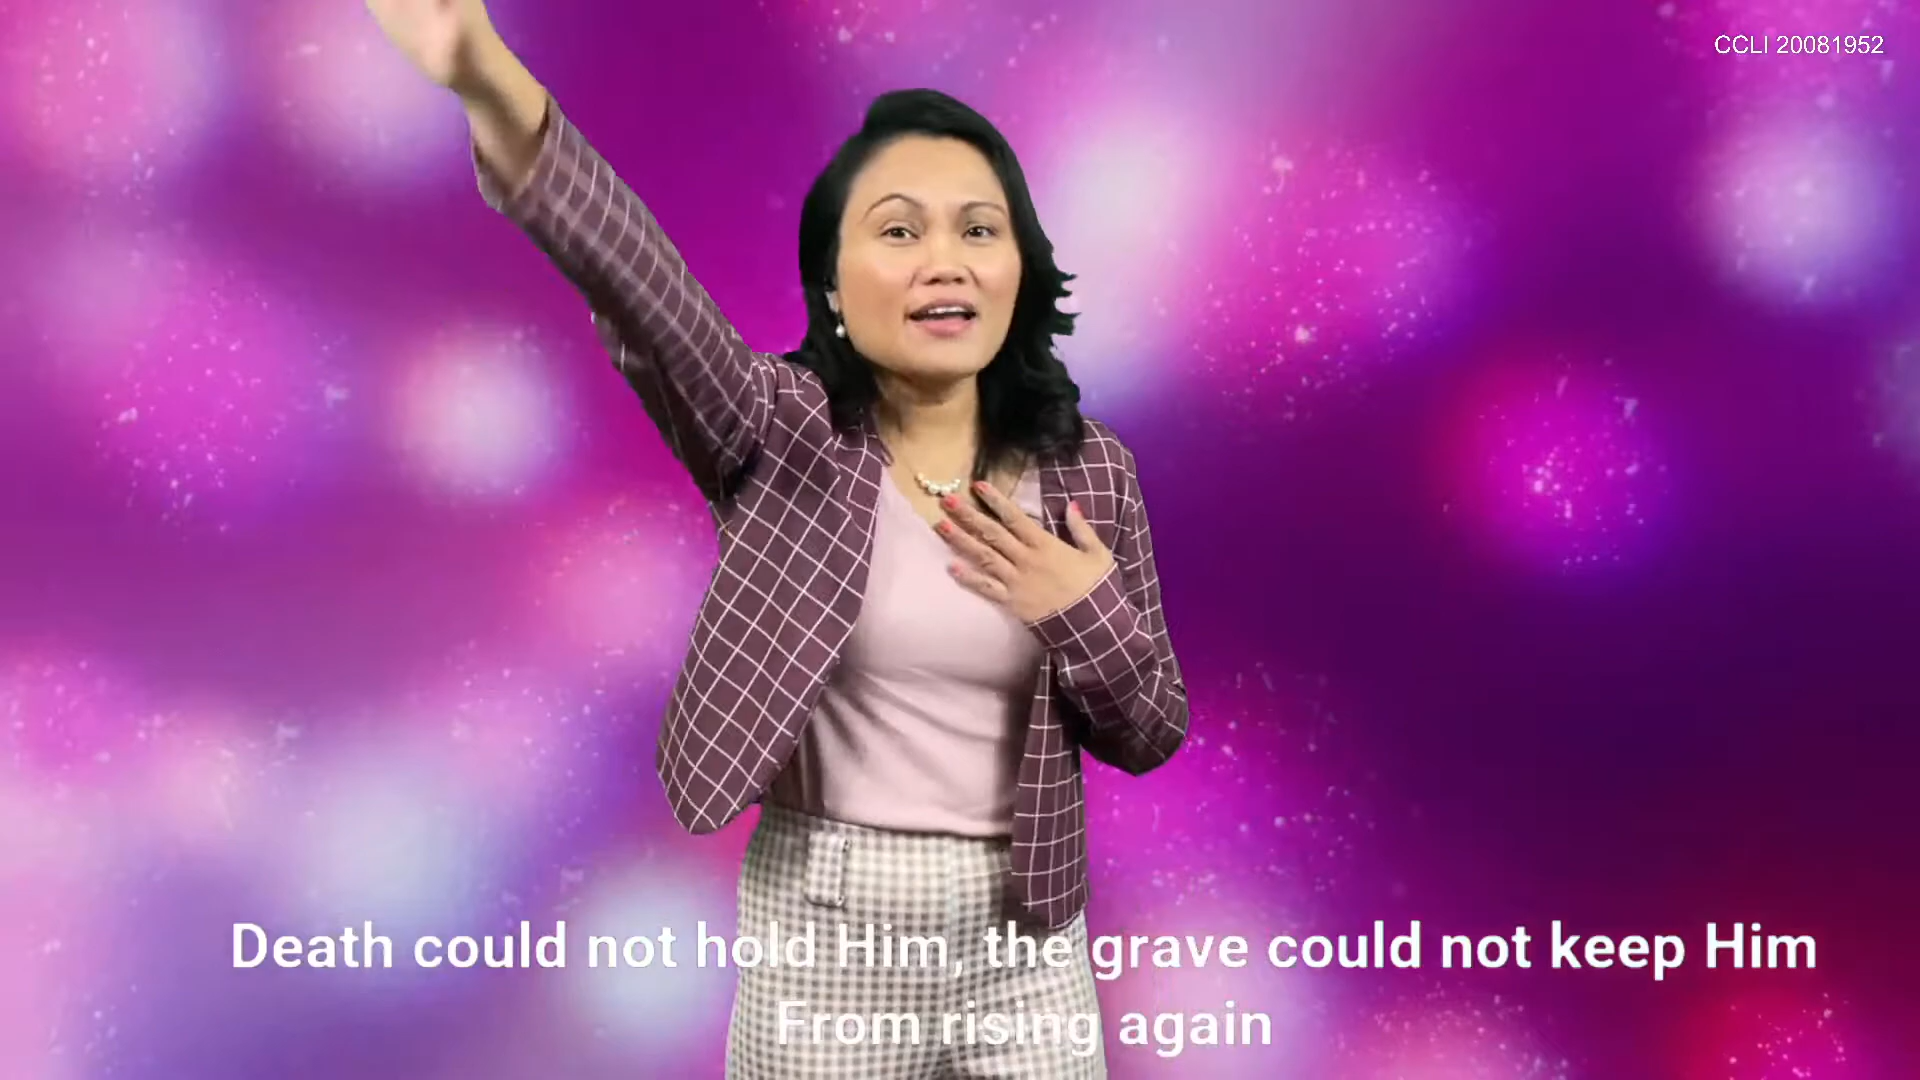 CCLI 20081952
Death could not hold Him, the grave could not keep Him
From rising again